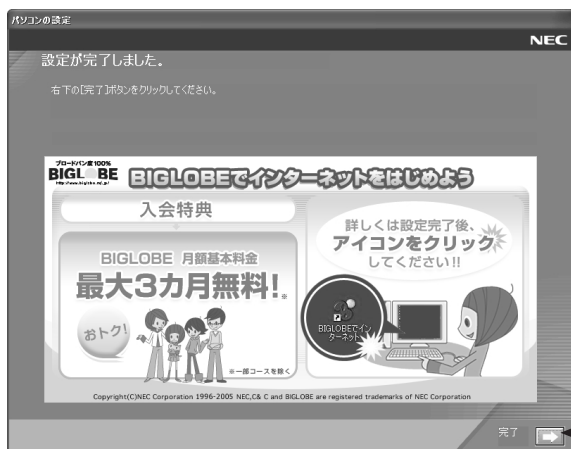 パソコンの設定
NEC
設定が完了しました。
右下の[完了]ボタンをクリックしてください。
ブロードバンド度100%
BIGLOBE
http://www.biglobe.ne.jp/
BIGLOBEでインターネットをはじめよう
入会特典
BIGLOBE 月額基本料金
最大3カ月無料!※
おトク!
※一部コースを除く
詳しくは設定完了後、
アイコンをクリック
してください!!
BIGLOBEでイン
ターネット
Copyright(C)NEC Corporation 1996-2005 NEC,C& C and BIGLOBE are registered trademarks of NEC Corporation
完了